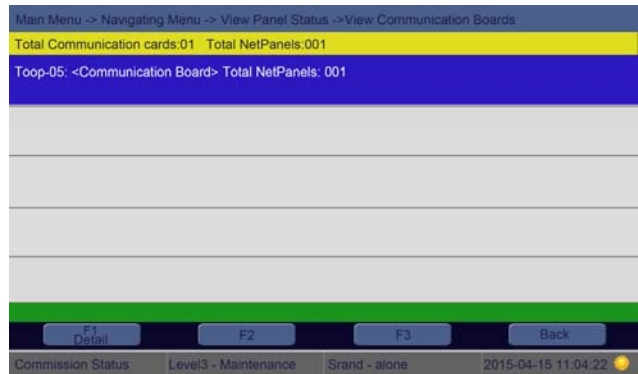 Main Menu -> Navigating Menu -> View Panel Status ->View Communication Boards
Total Communication cards:01 Total NetPanels:001
Toop-05: <Communication Board> Total NetPanels: 001
F1
Detail
F2
F3
Back
Commission Status Level3 - Maintenance Srand - alone 2015-04-15 11:04:22